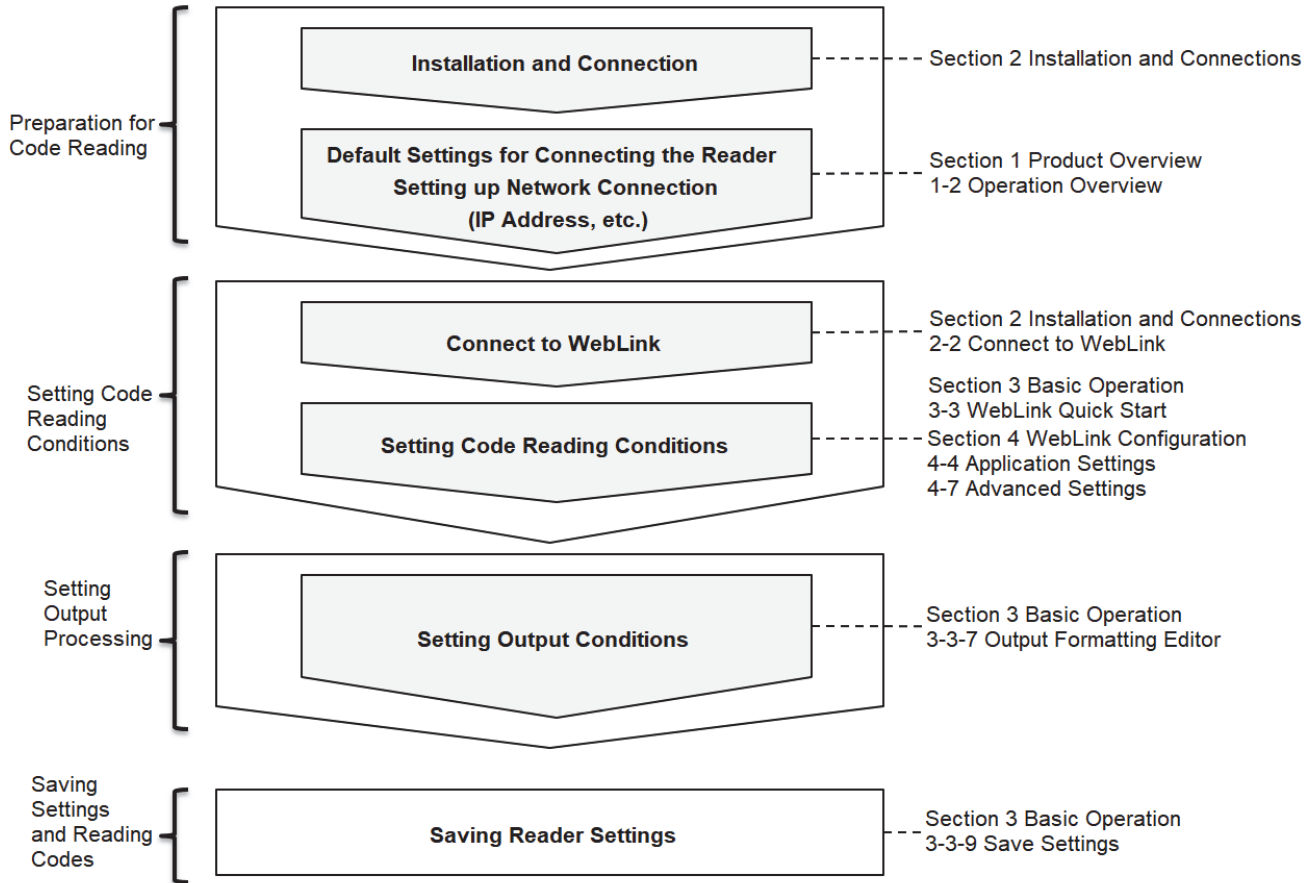 Preparation for
Code Reading
Installation and Connection
Section 2 Installation and Connections
Default Settings for Connecting the Reader
Setting up Network Connection
(IP Address, etc.)
Section 1 Product Overview
1-2 Operation Overview
Setting Code
Reading
Conditions
Connect to WebLink
Section 2 Installation and Connections
2-2 Connect to WebLink
Setting Code Reading Conditions
Section 3 Basic Operation
3-3 WebLink Quick Start
Section 4 WebLink Configuration
4-4 Application Settings
4-7 Advanced Settings
Setting
Output
Processing
Setting Output Conditions
Section 3 Basic Operation
3-3-7 Output Formatting Editor
Saving
Settings
and Reading
Codes
Saving Reader Settings
Section 3 Basic Operation
3-3-9 Save Settings